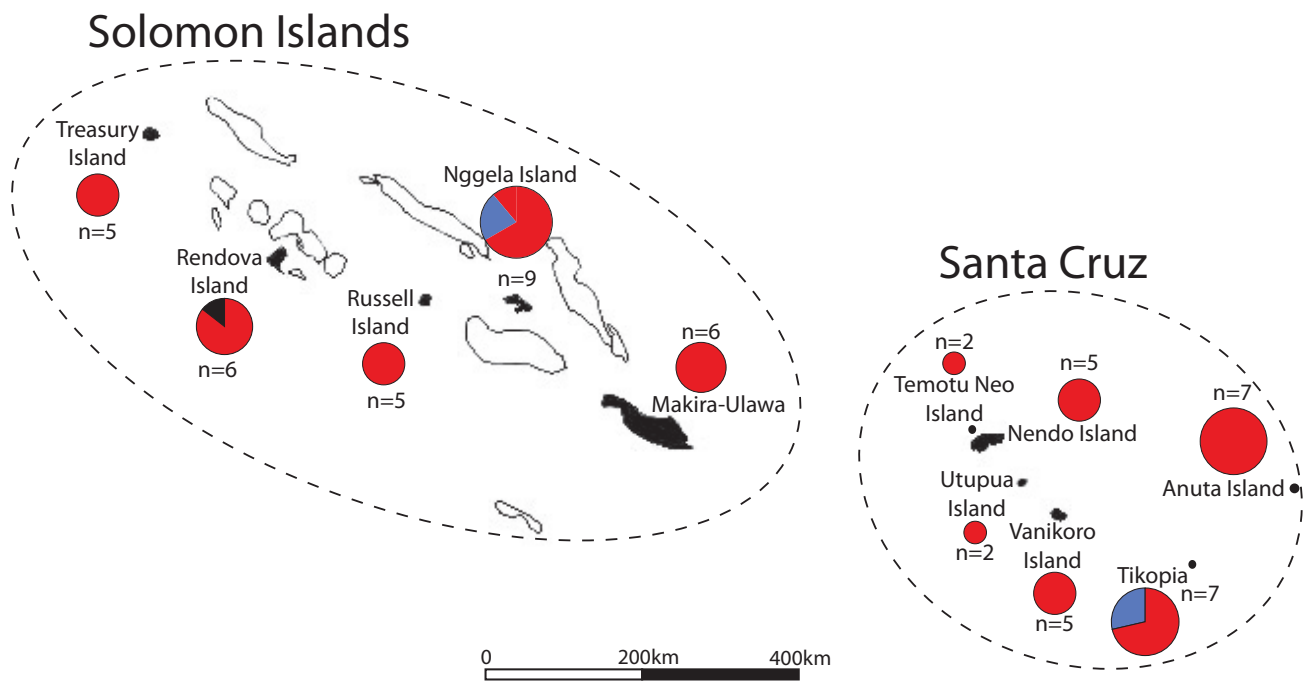 Solomon Islands
Treasury
Island
n=5
Nggela Island
n=9
Rendova
Island
n=6
Russell
Island
n=5
n=6
Makira-Ulawa
Santa Cruz
n=2
Temotu Neo
Island
n=5
Nendo Island
n=7
Anuta Island
Utupua
Island
n=2
Vanikoro
Island
n=5
Tikopia
n=7
0
200km
400km